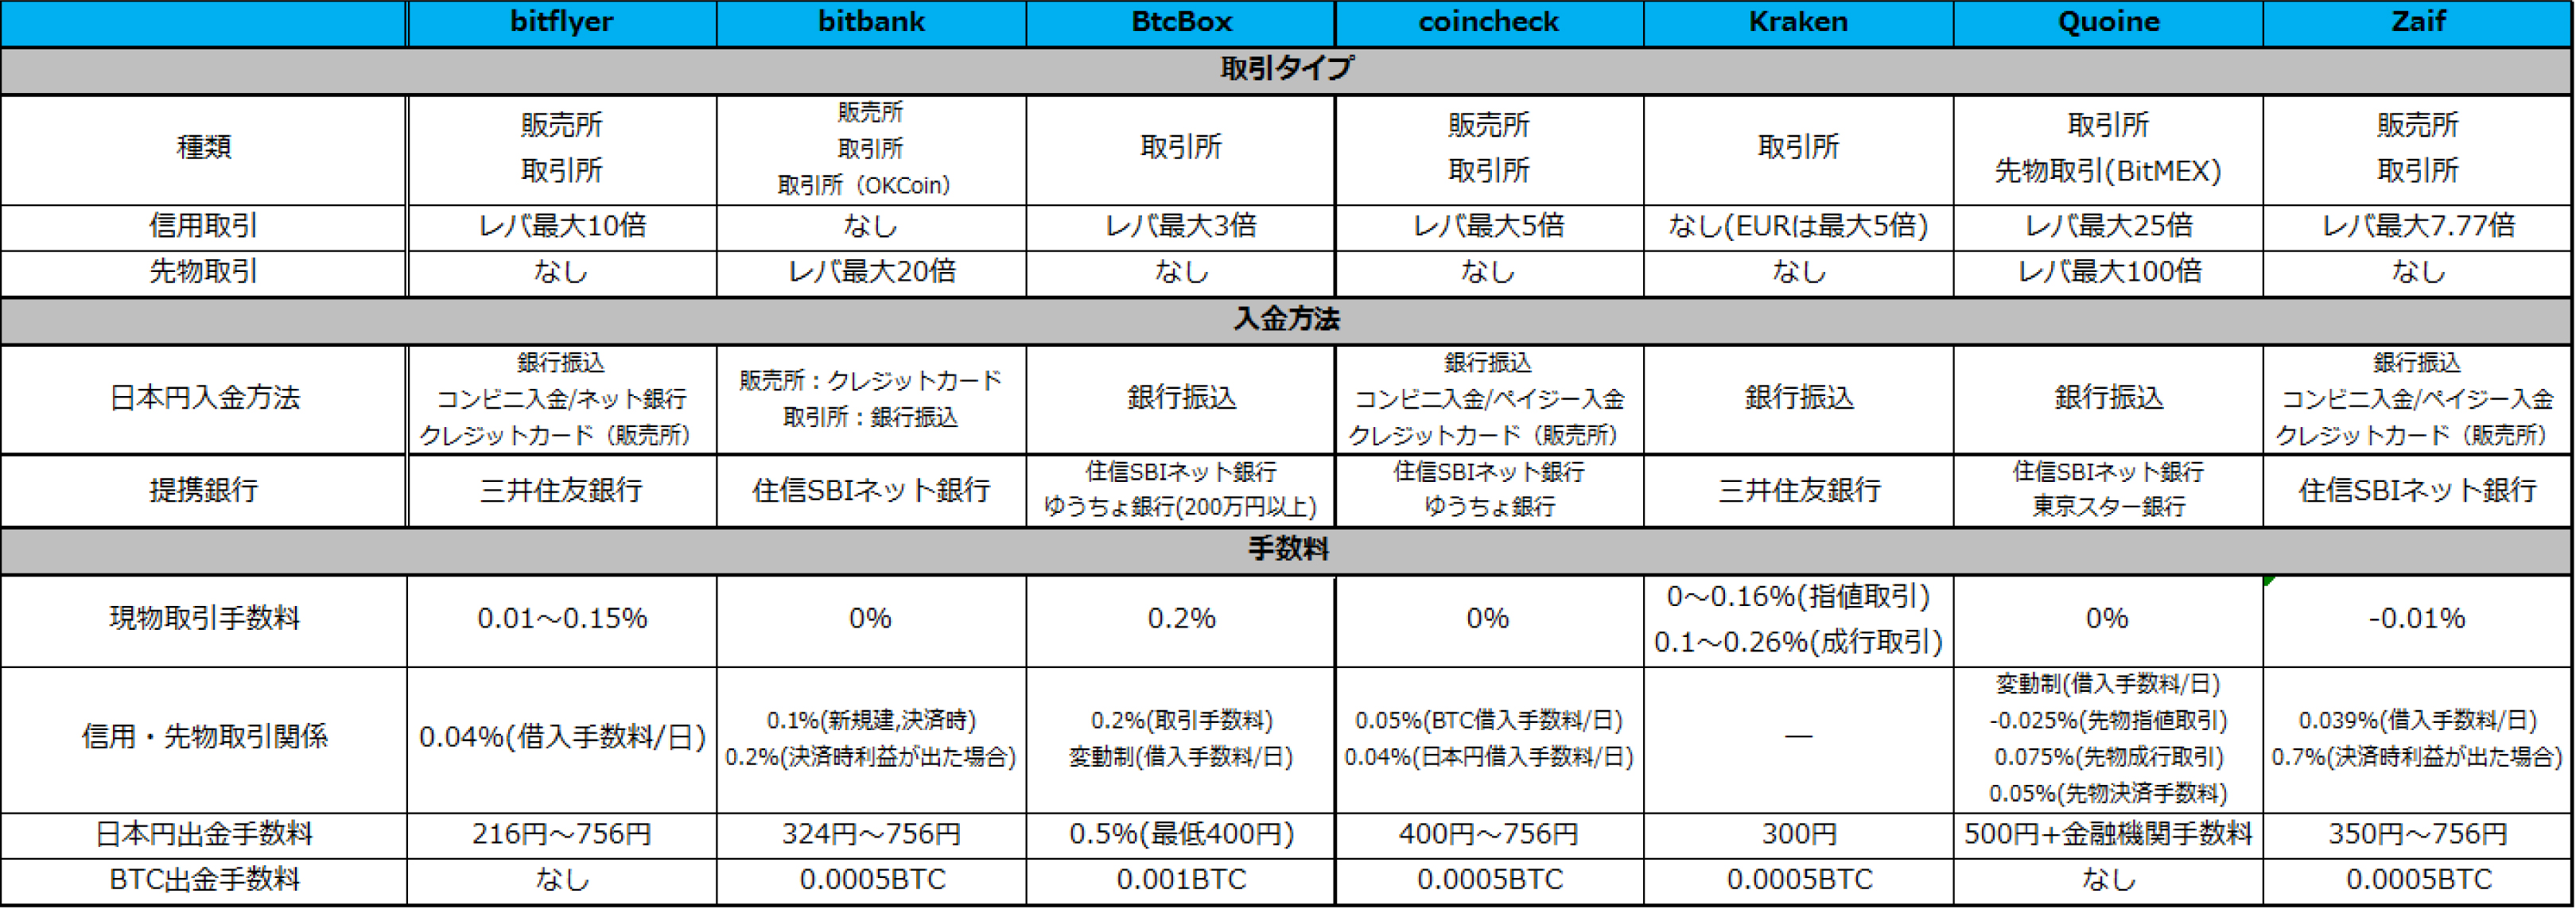 bitflyer bitbank BtcBox coincheck Kraken Quoine Zaif
取引タイプ
種類
販売所
取引所
販売所
取引所
取引所（OKCoin）
取引所
販売所
取引所
取引所
取引所
先物取引(BitMEX)
販売所
取引所
信用取引 レバ最大10倍 なし レバ最大3倍 レバ最大5倍 なし(EURは最大5倍) レバ最大25倍 レバ最大7.77倍
先物取引 なし レバ最大20倍 なし なし なし レバ最大100倍 なし
入金方法
日本円入金方法
銀行振込
コンビニ入金/ネット銀行
クレジットカード（販売所）
販売所：クレジットカード
取引所：銀行振込
銀行振込
銀行振込
コンビニ入金/ペイジー入金
クレジットカード（販売所）
銀行振込
銀行振込
銀行振込
コンビニ入金/ペイジー入金
クレジットカード（販売所）
提携銀行
三井住友銀行
住信SBIネット銀行
住信SBIネット銀行
ゆうちょ銀行(200万円以上)
住信SBIネット銀行
ゆうちょ銀行
三井住友銀行
住信SBIネット銀行
東京スター銀行
住信SBIネット銀行
手数料
現物取引手数料
0.01～0.15%
0%
0.2%
0%
0～0.16%(指値取引)
0.1～0.26%(成行取引)
0%
-0.01%
信用・先物取引関係
0.04%(借入手数料/日)
0.1%(新規建,決済時)
0.2%(決済時利益が出た場合)
0.2%(取引手数料)
変動制(借入手数料/日)
0.05%(BTC借入手数料/日)
0.04%(日本円借入手数料/日)
―
変動制(借入手数料/日)
-0.025%(先物指値取引)
0.075%(先物成行取引)
0.05%(先物決済手数料)
0.039%(借入手数料/日)
0.7%(決済時利益が出た場合)
日本円出金手数料 216円～756円 324円～756円 0.5%(最低400円) 400円～756円 300円 500円+金融機関手数料 350円～756円
BTC出金手数料 なし 0.0005BTC 0.001BTC 0.0005BTC 0.0005BTC なし 0.0005BTC